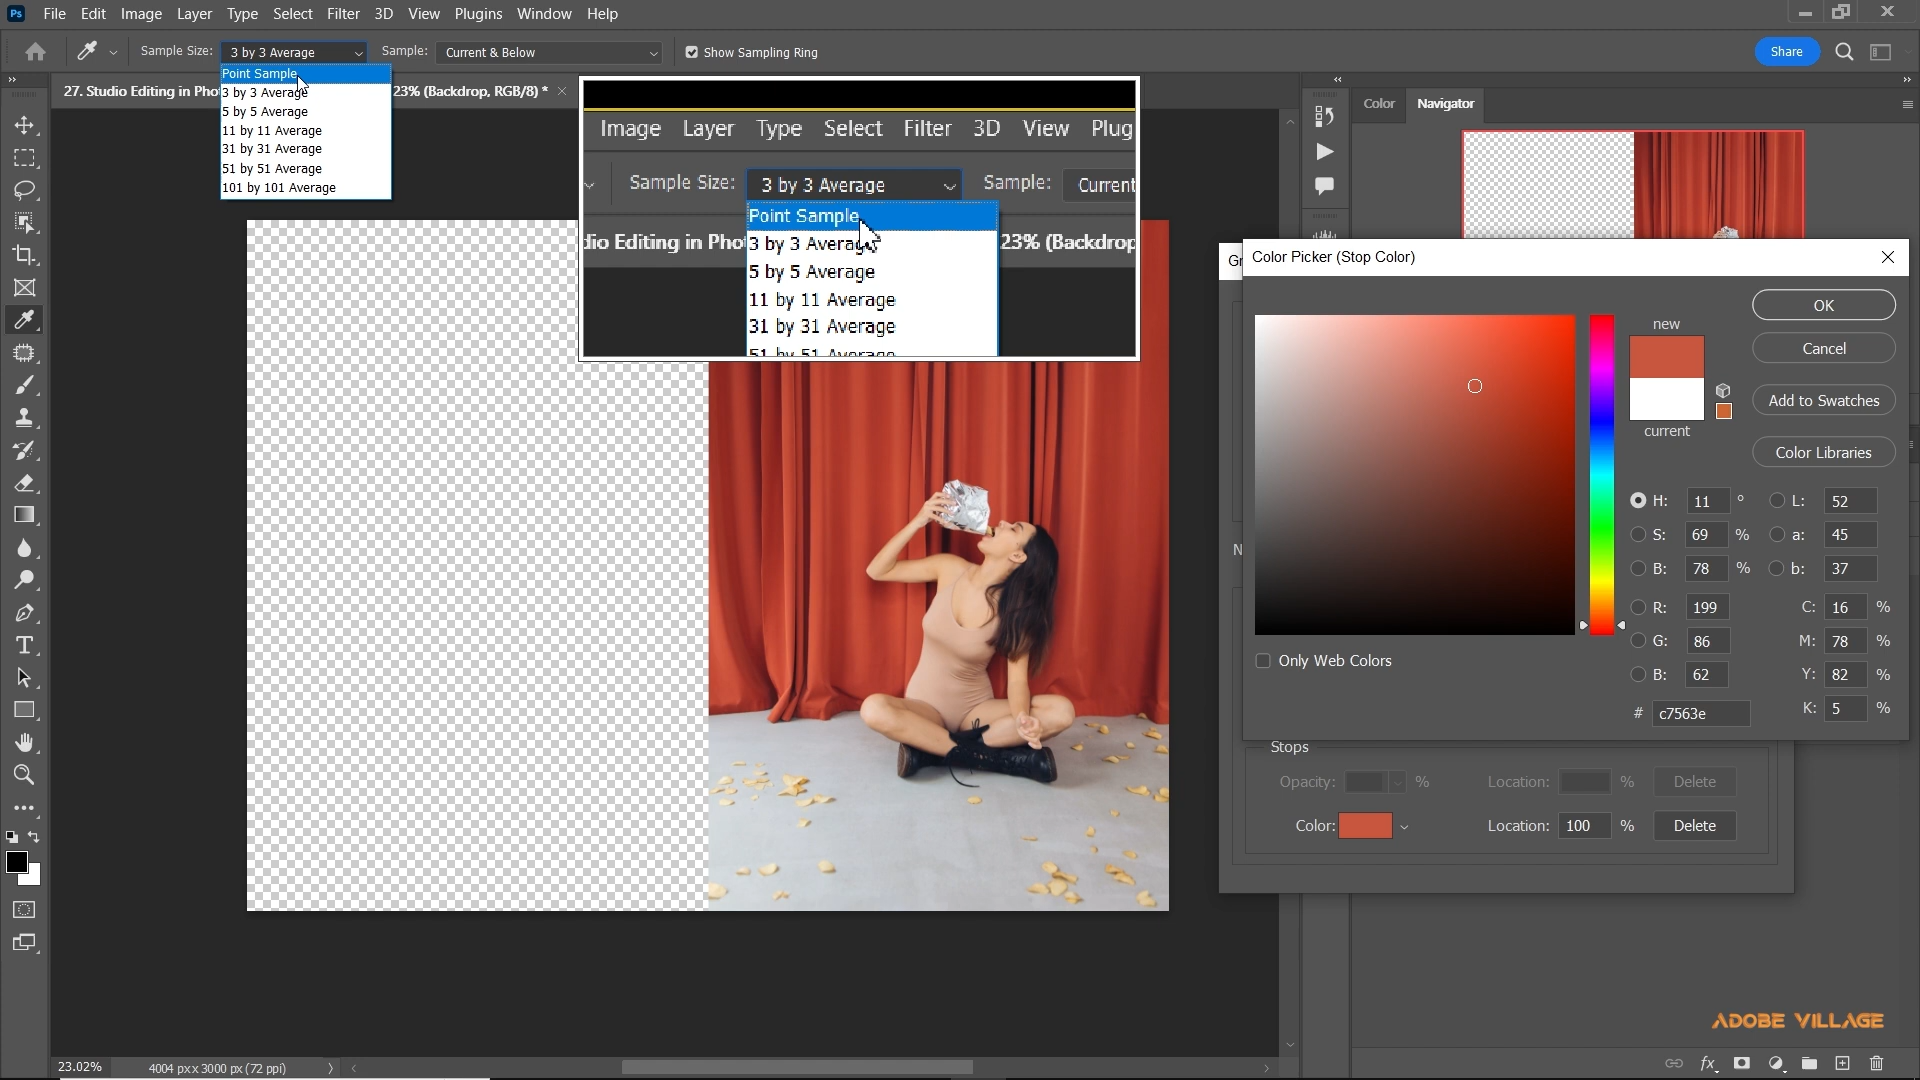 Ps File Edit Image Layer Type Select Filter 3D View Plugins Window Help
Sample Size: 3 by 3 Average Sample: Current & Below Show Sampling Ring Share
Point Sample
3 by 3 Average
5 by 5 Average
11 by 11 Average
31 by 31 Average
51 by 51 Average
101 by 101 Average
27. Studio Editing in Pho 23% (Backdrop, RGB/8) *
Image Layer Type Select Filter 3D View Plug
Sample Size: 3 by 3 Average Sample: Current
Point Sample
dio Editing in Pho 23% (Backdrop
3 by 3 Average
5 by 5 Average
11 by 11 Average
31 by 31 Average
51 by 51 Average
Color Navigator
Gr Color Picker (Stop Color)
new
current
OK
Cancel
Add to Swatches
Color Libraries
H: 11 ° L: 52
S: 69 % a: 45
B: 78 % b: 37
R: 199 C: 16 %
G: 86 M: 78 %
B: 62 Y: 82 %
# c7563e K: 5 %
Only Web Colors
N
Stops
Opacity: % Location: % Delete
Color: Location: 100 % Delete
ADOBE VILLAGE
23.02% 4004 px x 3000 px (72 ppi)
fx